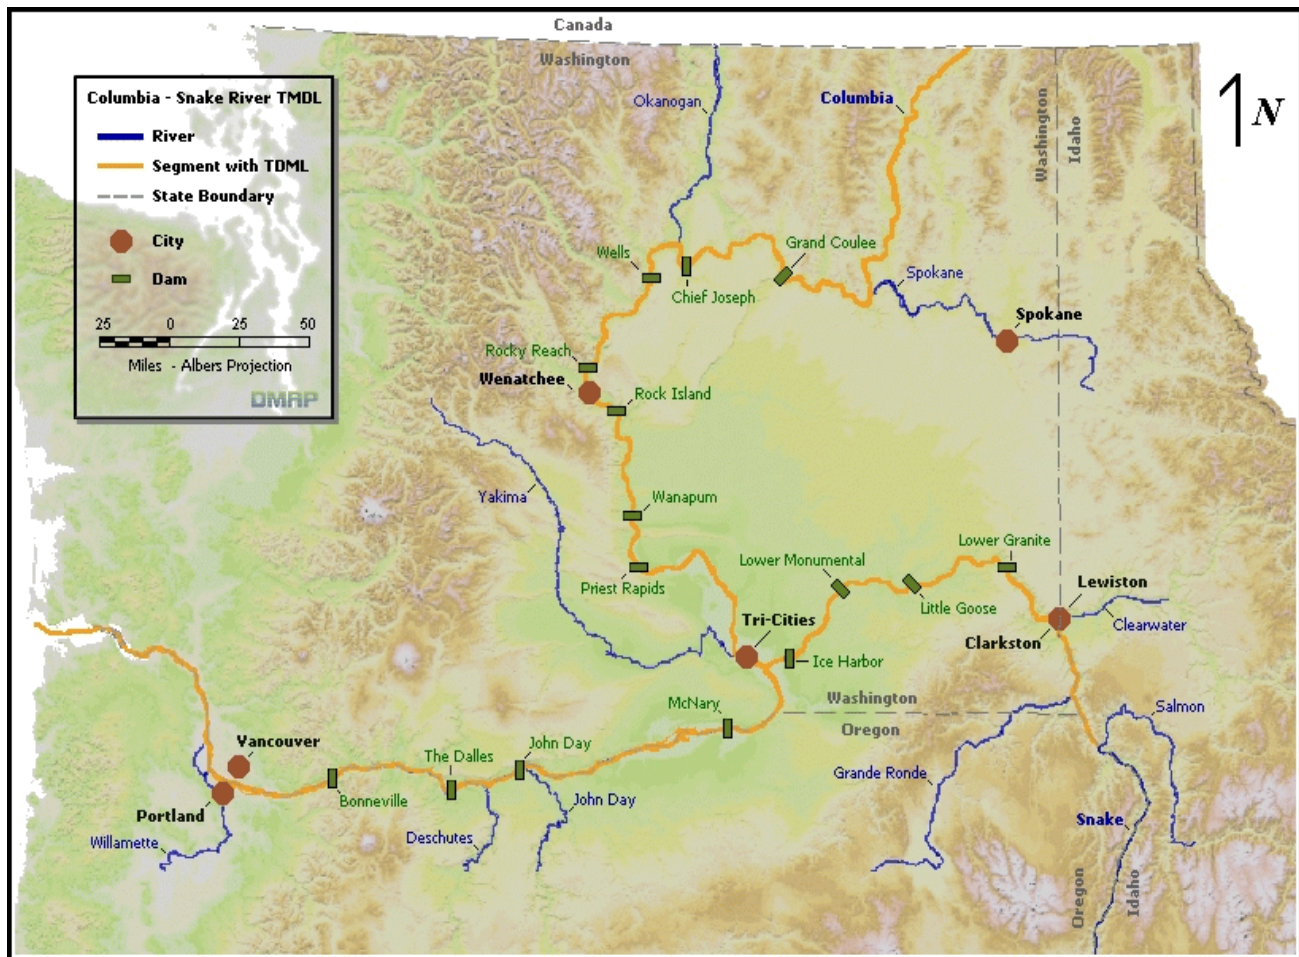 Canada
Washington
Columbia - Snake River TMDL
River
Segment with TDML
State Boundary
City
Dam
25 0 25 50
Miles - Albers Projection
DMAP
Okanogan
Columbia
Washington
Idaho
N
Wells
Grand Coulee
Chief Joseph
Spokane
Spokane
Rocky Reach
Wenatchee
Rock Island
Yakima
Wanapum
Priest Rapids
Lower Monumental
Lower Granite
Little Goose
Lewiston
Clearwater
Clarkston
Tri-Cities
Ice Harbor
McNary
Washington
Oregon
Salmon
Vancouver
The Dalles
John Day
Grande Ronde
Portland
Bonneville
John Day
Willamette
Deschutes
Snake
Oregon
Idaho